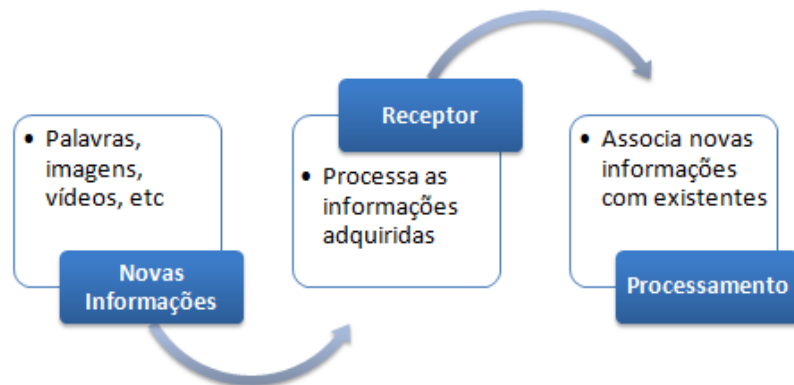 • Palavras,
imagens,
vídeos, etc
Novas
Informações
Receptor
• Processa as
informações
adquiridas
• Associa novas
informações
com existentes
Processamento